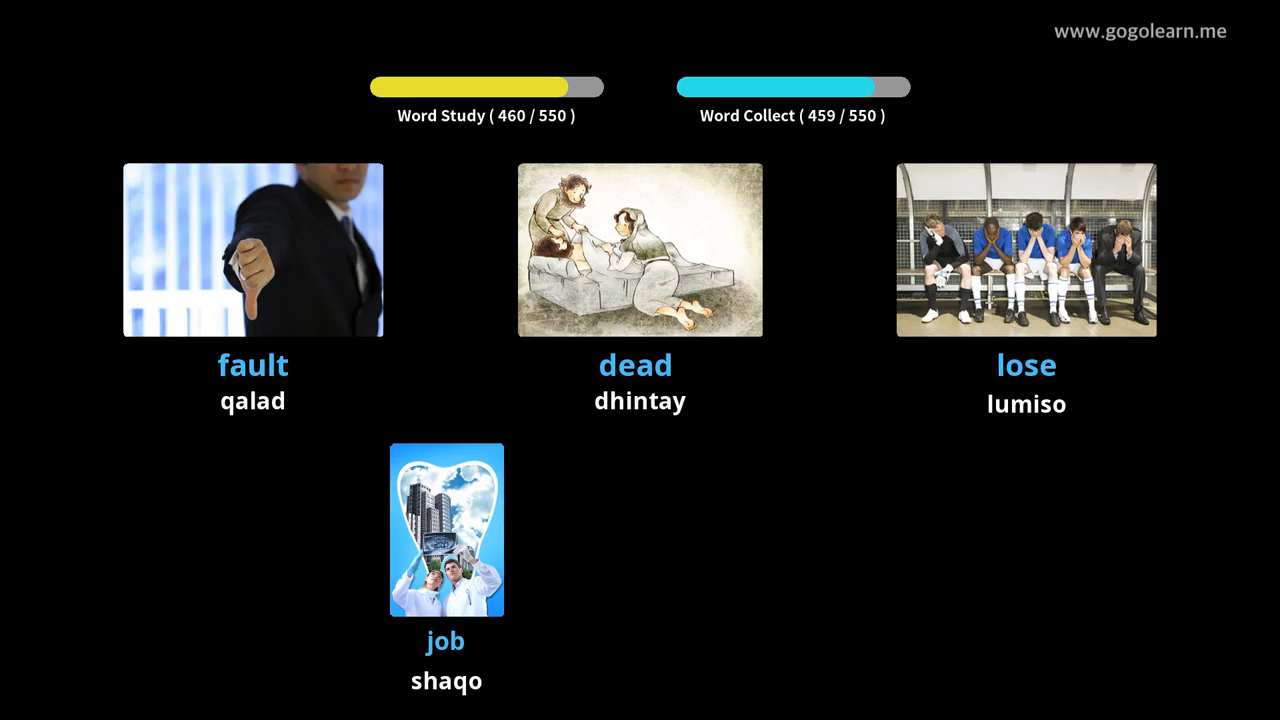 www.gogolearn.me
Word Study ( 460 / 550 )
Word Collect ( 459 / 550 )
fault
qalad
dead
dhintay
lose
lumiso
job
shaqo